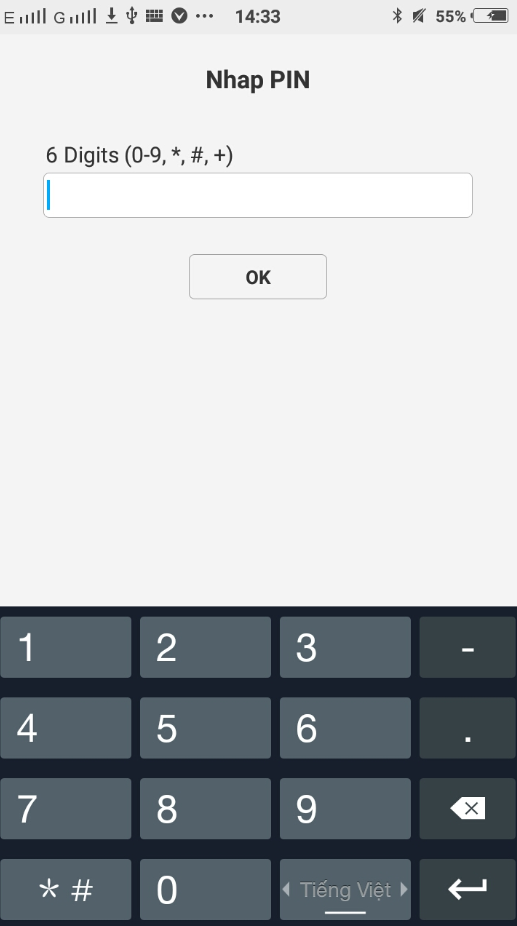 E G 14:33 55%
Nhap PIN
6 Digits (0-9, *, #, +)
OK
1 2 3 -
4 5 6 .
7 8 9
* # 0 Tiếng Việt